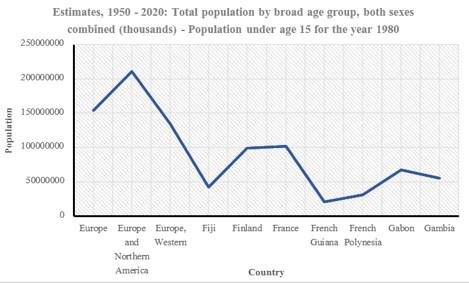 Estimates, 1950 - 2020: Total population by broad age group, both sexes
combined (thousands) - Population under age 15 for the year 1980
250000000
200000000
150000000
100000000
50000000
0
Population
Europe
Europe
and
Northern
America
Europe,
Western
Fiji
Finland
France
French
Guiana
French
Polynesia
Gabon
Gambia
Country